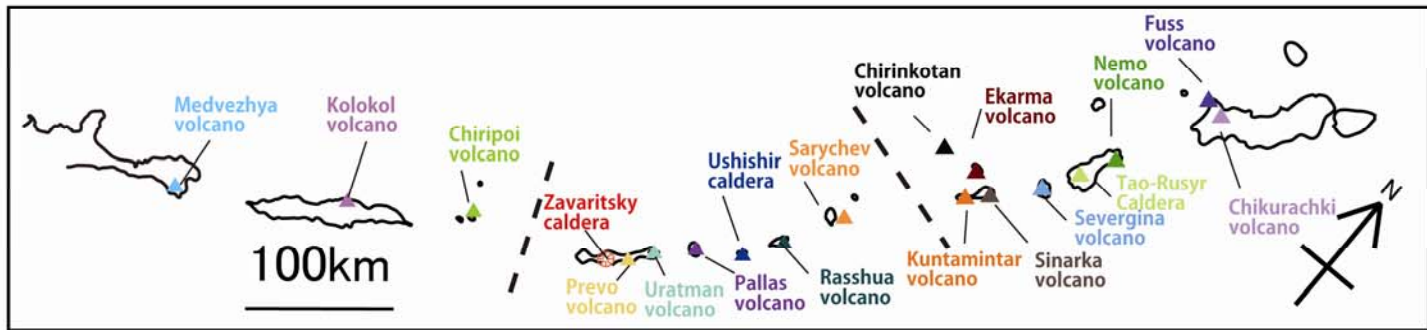 Medvezhya
volcano
Kolokol
volcano
Chiripoi
volcano
100km
Zavaritsky
caldera
Prevo
volcano
Uratman
volcano
Pallas
volcano
Ushishir
caldera
Sarychev
volcano
Rasshua
volcano
Chirinkotan
volcano
Ekarma
volcano
Kuntamintar
volcano
Sinarka
volcano
Severgina
volcano
Nemo
volcano
Tao-Rusyr
Caldera
Fuss
volcano
Chikurachki
volcano
N